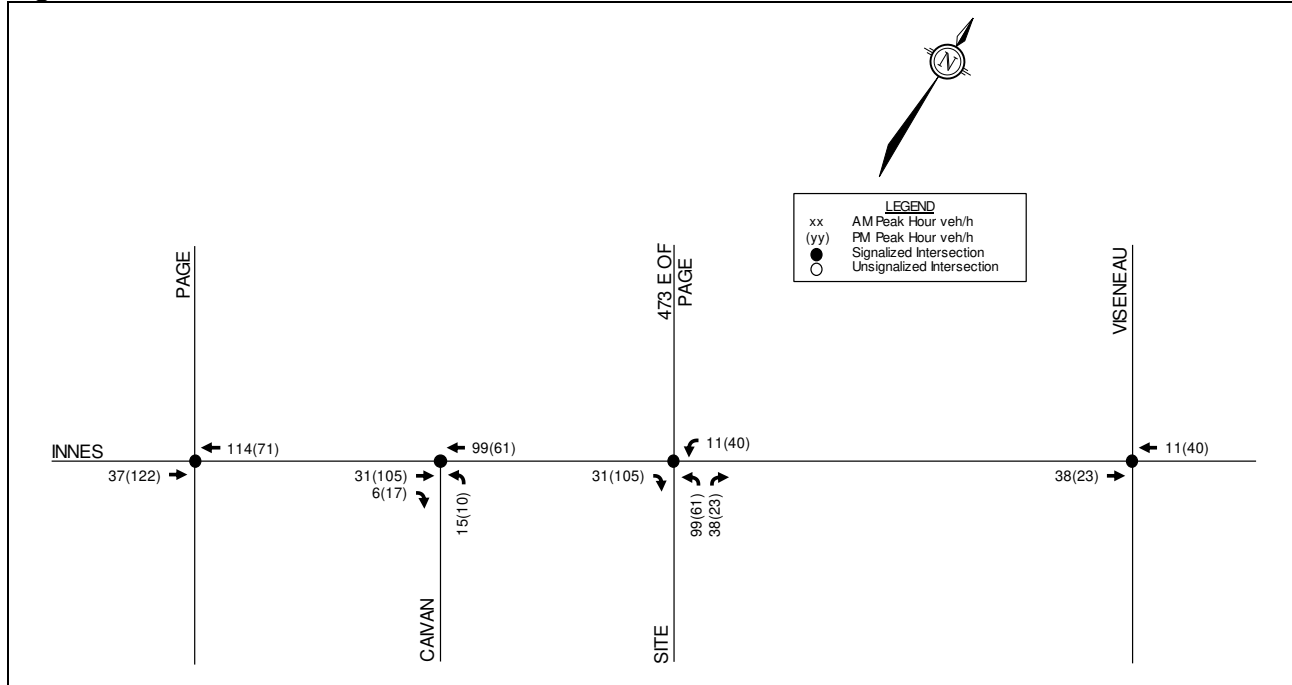 N
LEGEND
xx AM Peak Hour veh/h
(yy) PM Peak Hour veh/h
Signalized Intersection
Unsignalized Intersection
PAGE
473 E OF
PAGE
VISENEAU
INNES
114(71)
99(61)
11(40)
11(40)
37(122)
31(105)
31(105)
38(23)
6(17)
15(10)
99(61)
38(23)
CAIVAN
SITE